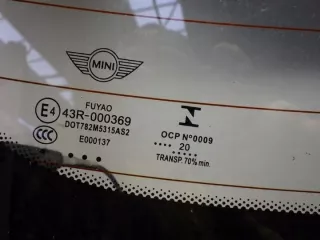 MINI
FUYAO
E4 43R-000369
DOT782M5315AS2
CCC E000137
N
OCP Nº0009
.... 20
....
TRANSP. 70% min